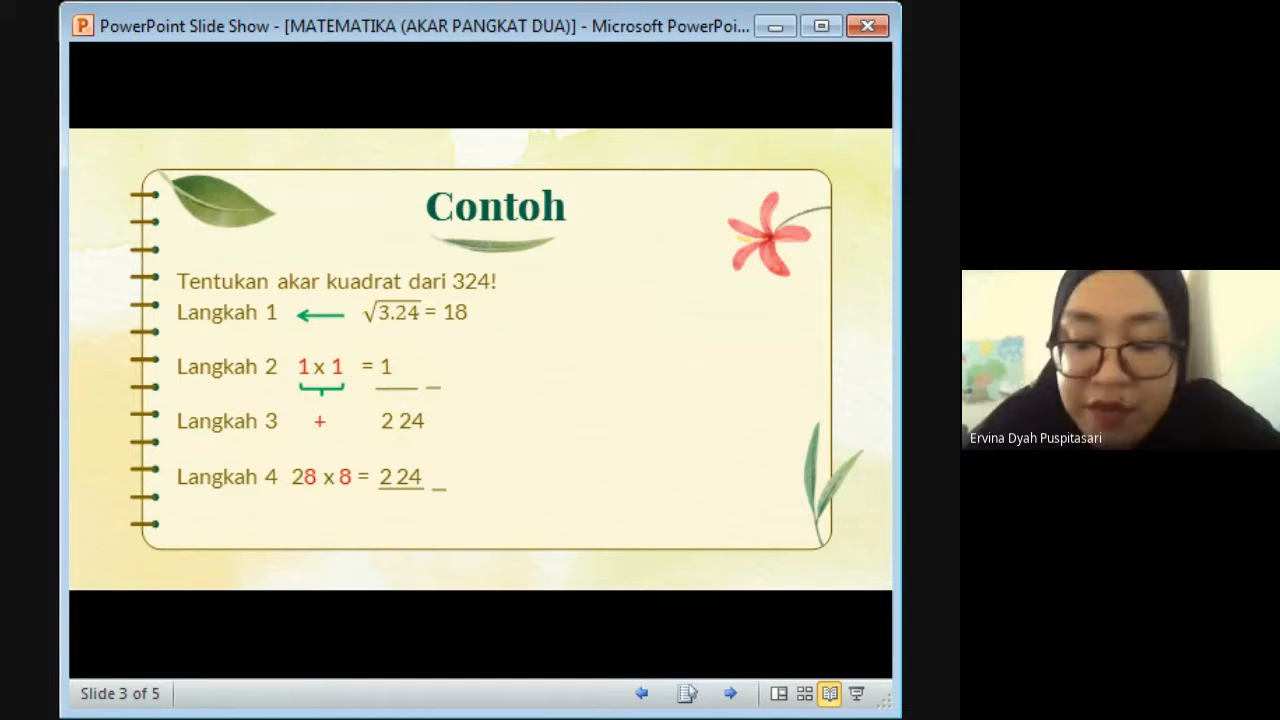 PowerPoint Slide Show - [MATEMATIKA (AKAR PANGKAT DUA)] - Microsoft PowerPoi...
Contoh
Tentukan akar kuadrat dari 324!
Langkah 1 ← √3.24 = 18
Langkah 2 1 x 1 = 1
Langkah 3 + 2 24
Langkah 4 28 x 8 = 2 24 _
Ervina Dyah Puspitasari
Slide 3 of 5